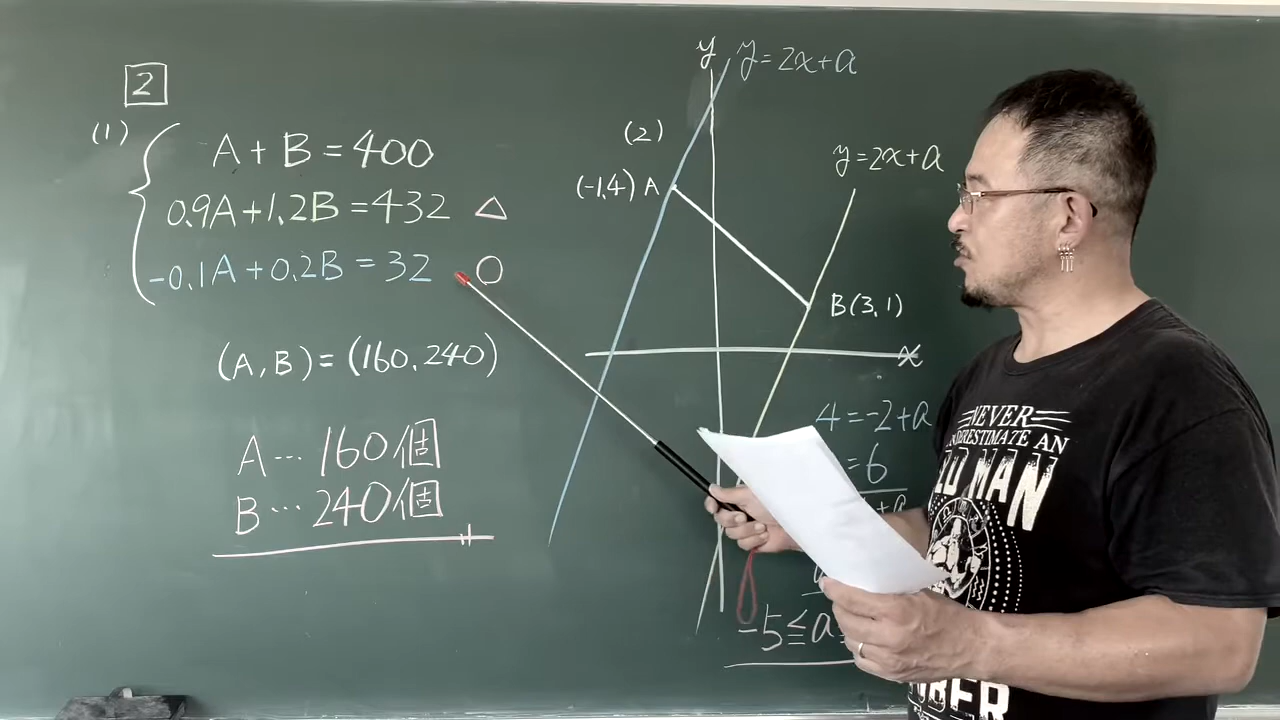 2
(1)
A + B = 400
0.9A+1.2B = 432 △
-0.1A+0.2B = 32 ○
(A, B) = (160, 240)
A … 160個
B … 240個
(2)
y
y=2x+a
y=2x+a
(-1,4) A
B(3,1)
x
4 = -2+a
=6
+a
-5≦a≦
NEVER
UNDERESTIMATE AN
OLD MAN